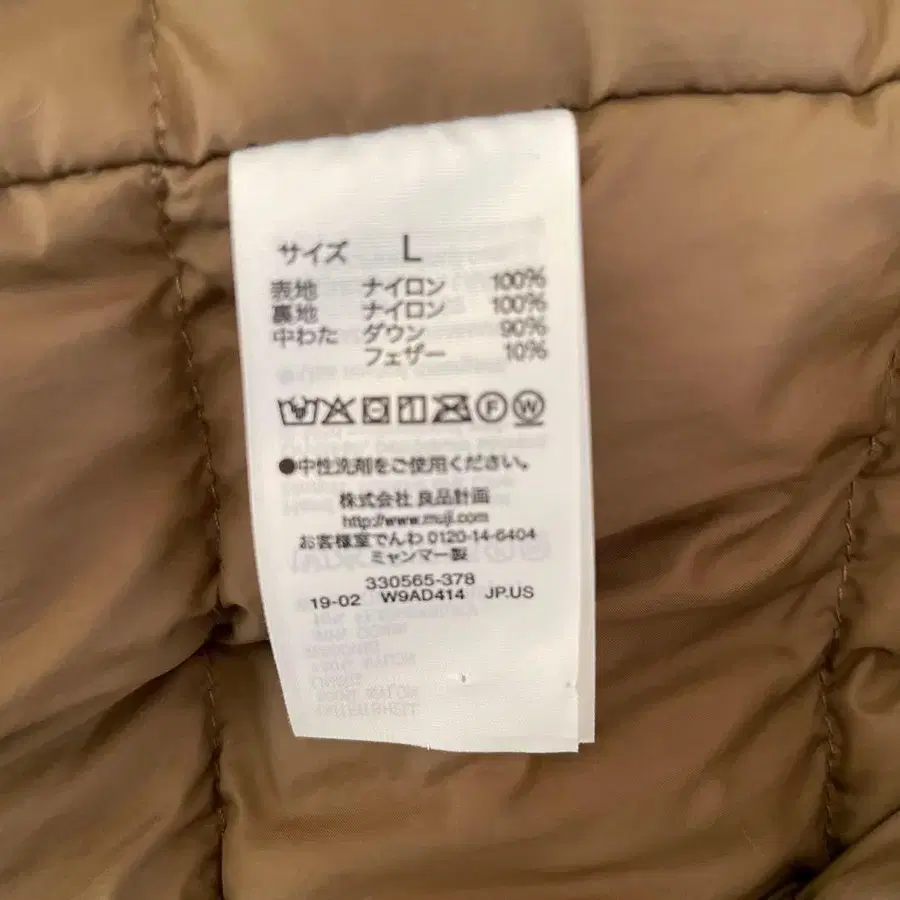 サイズ L
表地 ナイロン 100%
裏地 ナイロン 100%
中わた ダウン 90%
フェザー 10%
F W
●中性洗剤をご使用ください。
株式会社 良品計画
http://www.muji.com
お客様室でんわ 0120-14-6404
ミャンマー製
330565-378
19-02 W9AD414 JP.US